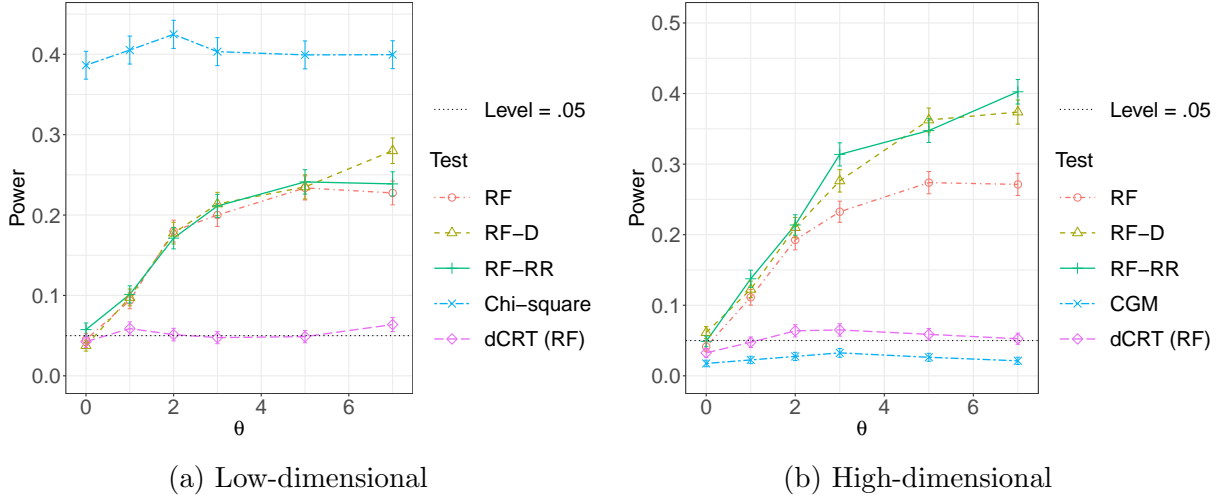 0.4
0.3
0.2
0.1
0.0
Power
0 2 4 6
θ
Level = .05
Test
RF
RF−D
RF−RR
Chi−square
dCRT (RF)
(a) Low-dimensional
0.5
0.4
0.3
0.2
0.1
0.0
Power
0 2 4 6
θ
Level = .05
Test
RF
RF−D
RF−RR
CGM
dCRT (RF)
(b) High-dimensional